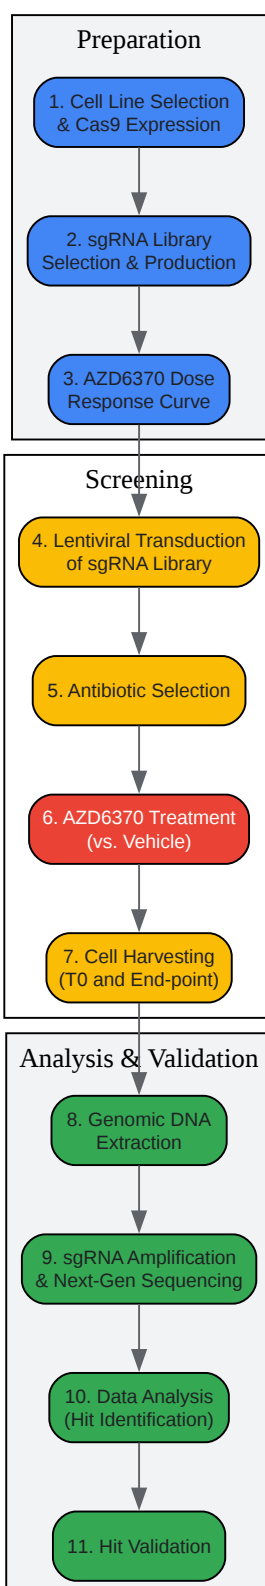 Preparation
1. Cell Line Selection
& Cas9 Expression
2. sgRNA Library
Selection & Production
3. AZD6370 Dose
Response Curve
Screening
4. Lentiviral Transduction
of sgRNA Library
5. Antibiotic Selection
6. AZD6370 Treatment
(vs. Vehicle)
7. Cell Harvesting
(T0 and End-point)
Analysis & Validation
8. Genomic DNA
Extraction
9. sgRNA Amplification
& Next-Gen Sequencing
10. Data Analysis
(Hit Identification)
11. Hit Validation